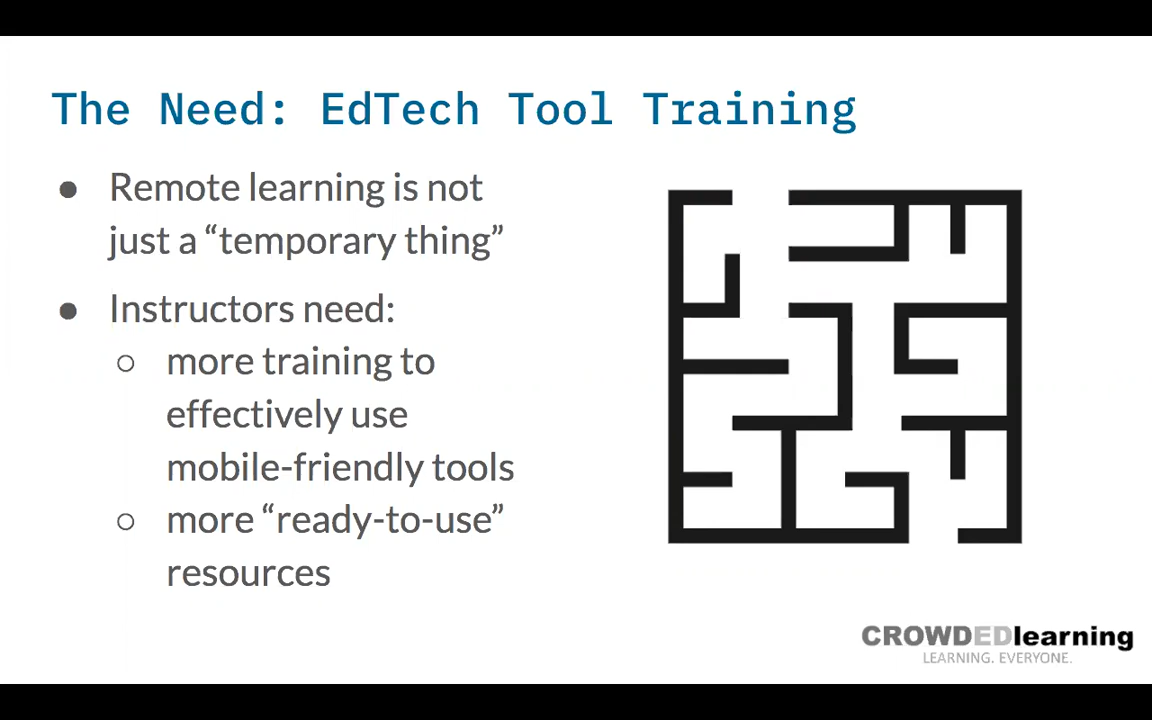 The Need: EdTech Tool Training
● Remote learning is not
just a “temporary thing”
● Instructors need:
○ more training to
effectively use
mobile-friendly tools
○ more “ready-to-use”
resources
CROWDEDlearning
LEARNING. EVERYONE.